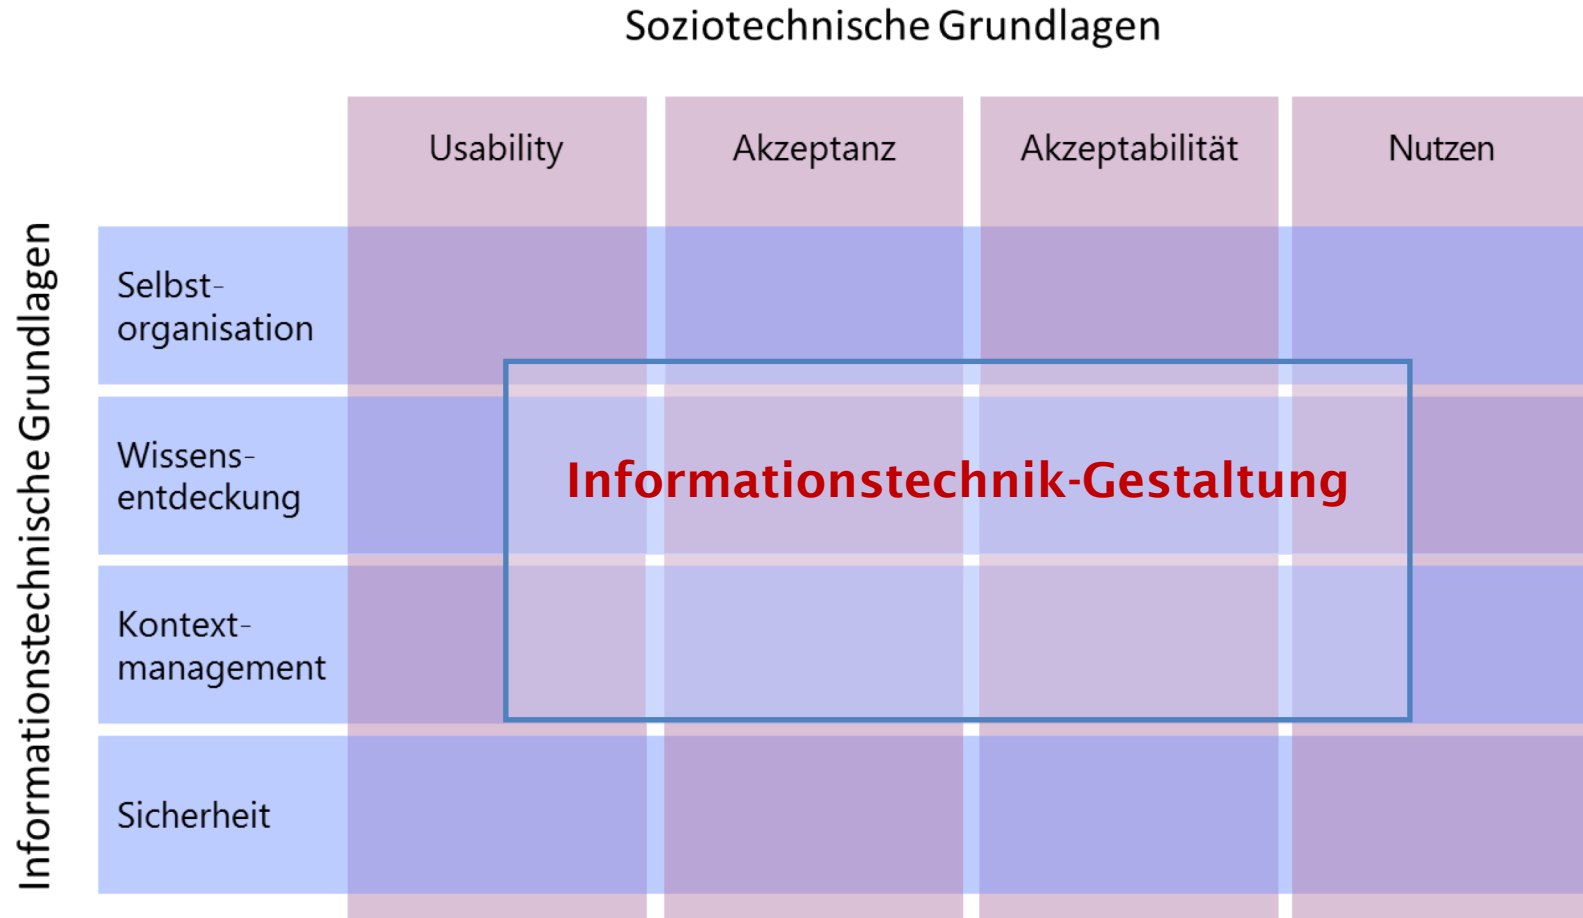 Soziotechnische Grundlagen
Usability
Akzeptanz
Akzeptabilität
Nutzen
Informationstechnische Grundlagen
Selbst-
organisation
Wissens-
entdeckung
Informationstechnik-Gestaltung
Kontext-
management
Sicherheit